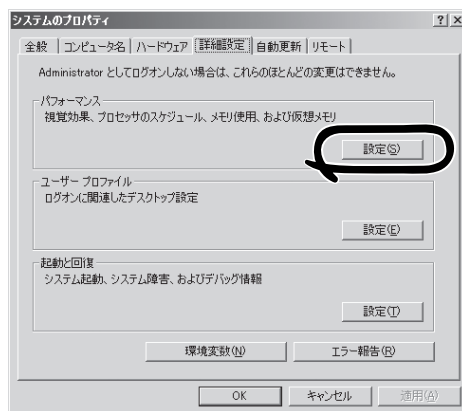 システムのプロパティ
? ×
全般 コンピュータ名 ハードウェア 詳細設定 自動更新 リモート
Administrator としてログオンしない場合は、これらのほとんどの変更はできません。
パフォーマンス
視覚効果、プロセッサのスケジュール、メモリ使用、および仮想メモリ
設定(S)
ユーザー プロファイル
ログオンに関連したデスクトップ設定
設定(E)
起動と回復
システム起動、システム障害、およびデバッグ情報
設定(T)
環境変数(N) エラー報告(R)
OK キャンセル 適用(A)